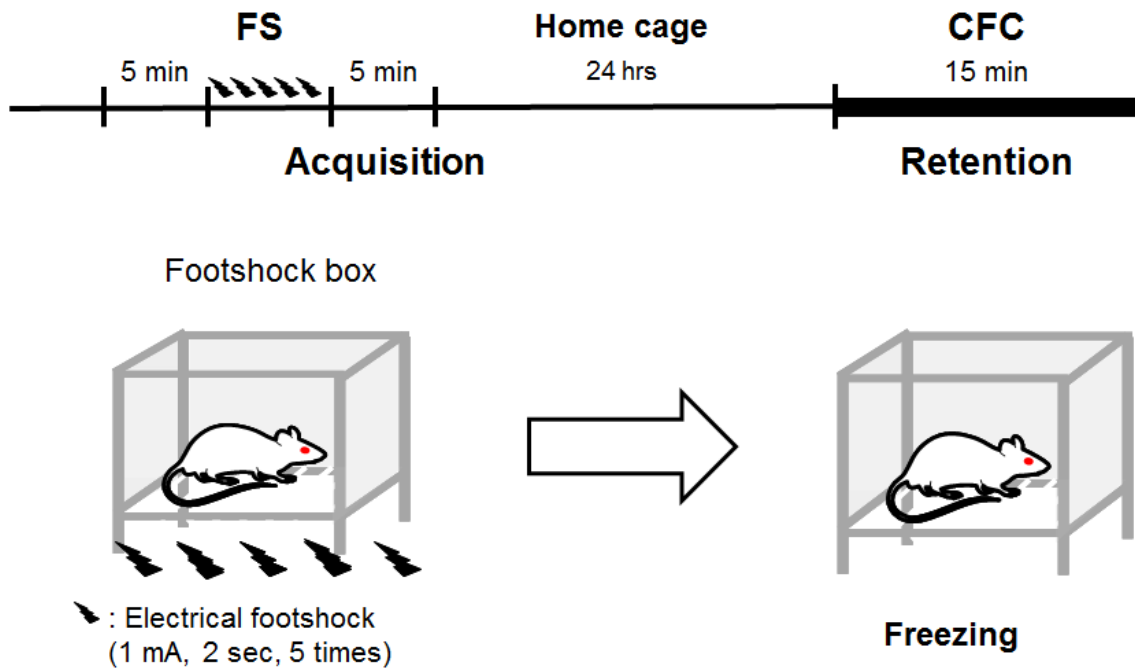 FS
Home cage
CFC
5 min
5 min
24 hrs
15 min
Acquisition
Retention
Footshock box
: Electrical footshock
(1 mA, 2 sec, 5 times)
Freezing